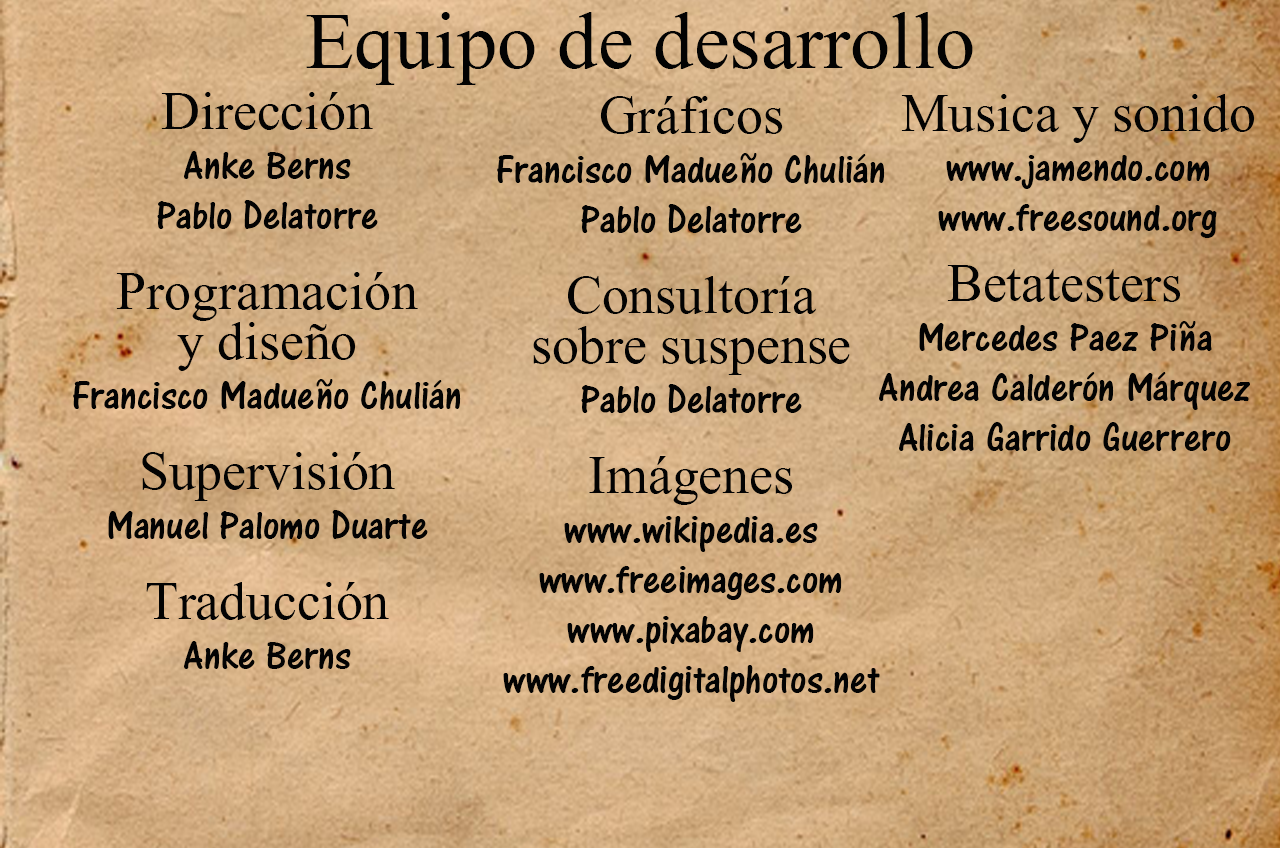 Equipo de desarrollo
Dirección
Anke Berns
Pablo Delatorre
Programación
y diseño
Francisco Madueño Chulián
Supervisión
Manuel Palomo Duarte
Traducción
Anke Berns
Gráficos
Francisco Madueño Chulián
Pablo Delatorre
Consultoría
sobre suspense
Pablo Delatorre
Imágenes
www.wikipedia.es
www.freeimages.com
www.pixabay.com
www.freedigitalphotos.net
Musica y sonido
www.jamendo.com
www.freesound.org
Betatesters
Mercedes Paez Piña
Andrea Calderón Márquez
Alicia Garrido Guerrero